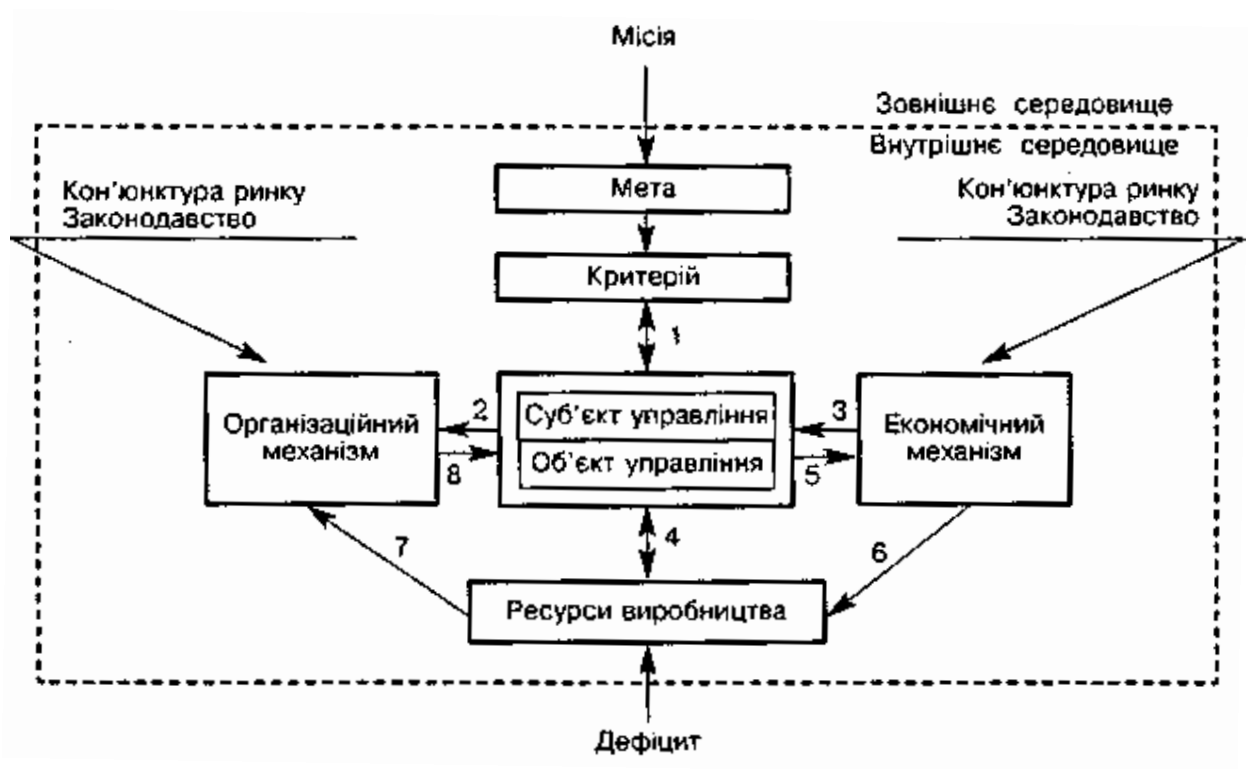 Місія
Зовнішнє середовище
Внутрішнє середовище
Мета
Кон'юнктура ринку
Законодавство
Кон'юнктура ринку
Законодавство
Критерій
1
Організаційний
механізм
2
8
Суб'єкт управління
Об'єкт управління
3
5
Економічний
механізм
7
4
6
Ресурси виробництва
Дефіцит